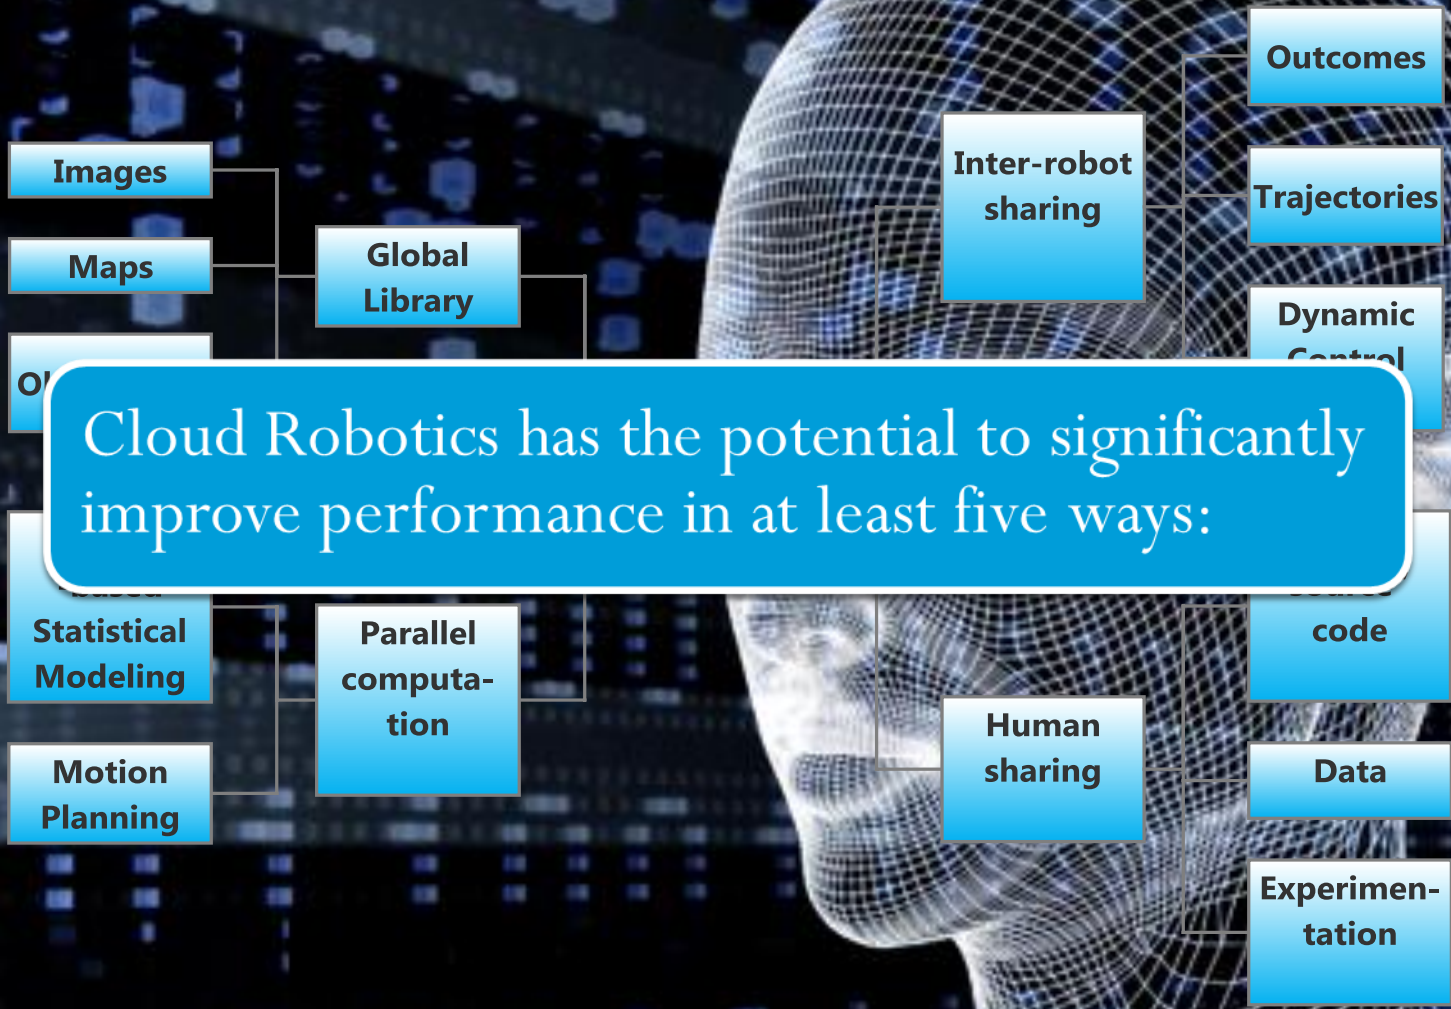 Images
Maps
Global
Library
Inter-robot
sharing
Outcomes
Trajectories
Dynamic
Control
Cloud Robotics has the potential to significantly
improve performance in at least five ways:
Statistical
Modeling
Motion
Planning
Parallel
computa-
tion
Human
sharing
code
Data
Experimen-
tation